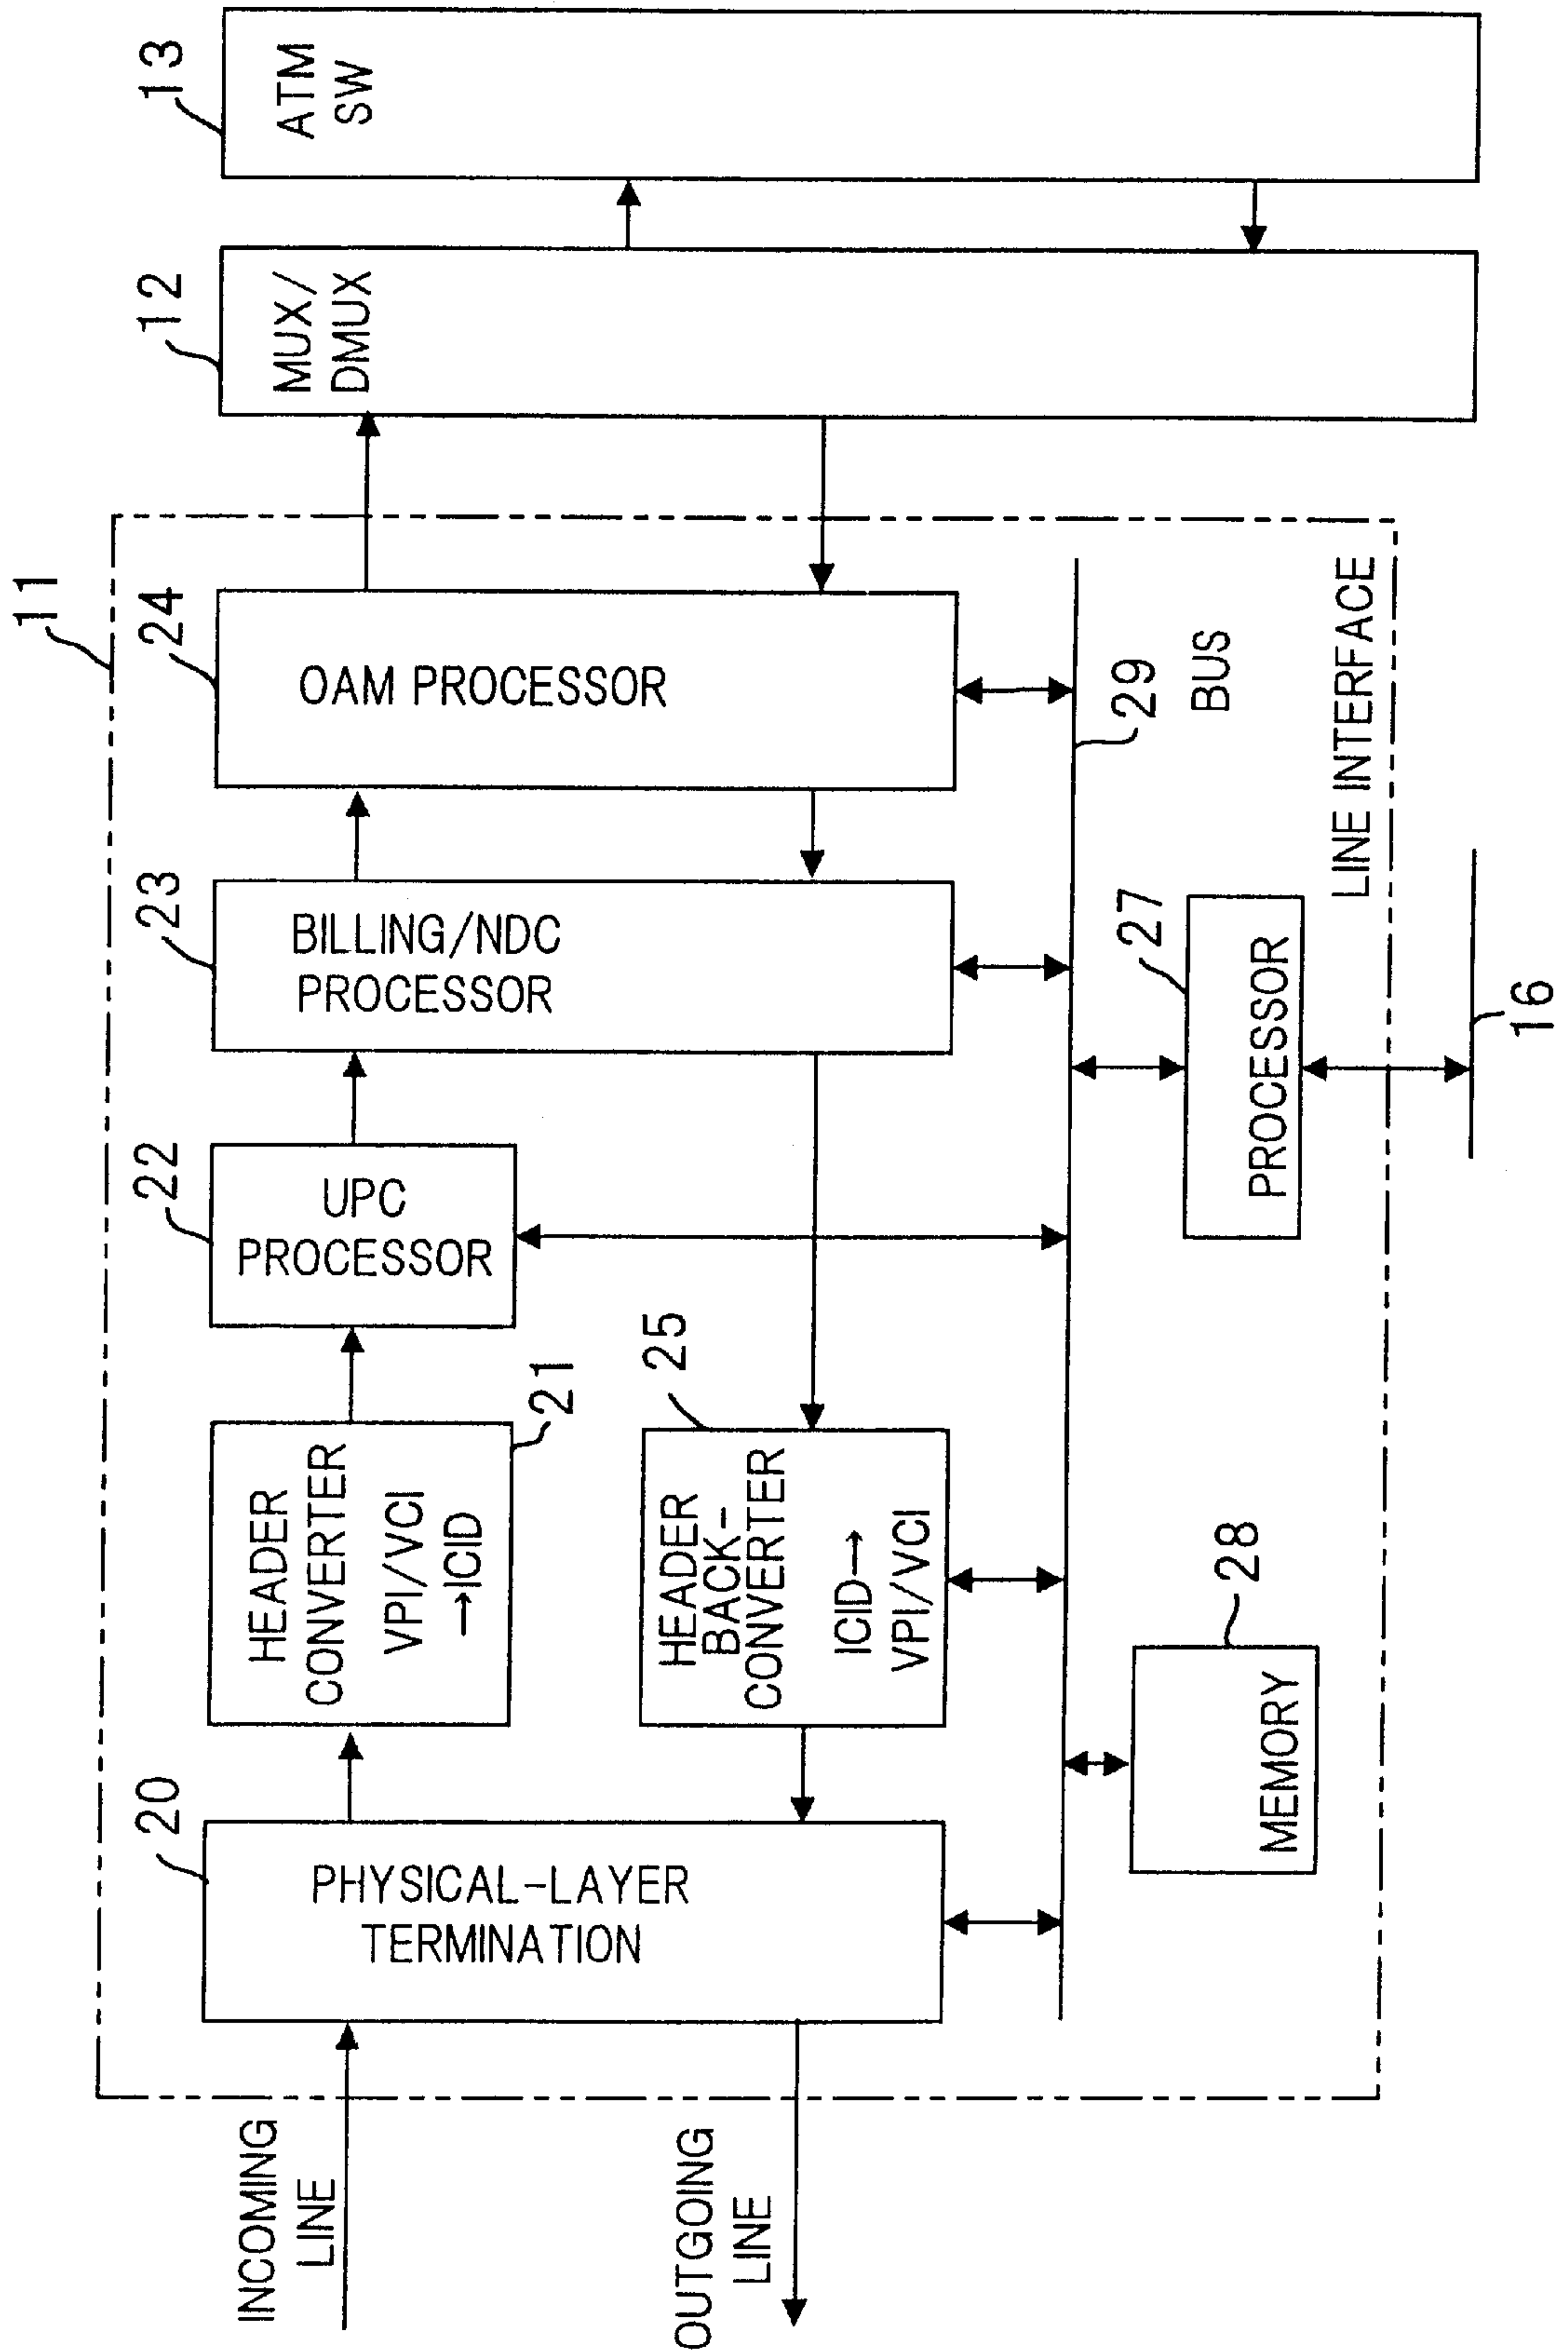 11
20
22
23
24
12
13
INCOMING
LINE
PHYSICAL-LAYER
TERMINATION
HEADER
CONVERTER
VPI/VCI
→ICID
21
UPC
PROCESSOR
BILLING/NDC
PROCESSOR
OAM PROCESSOR
MUX/
DMUX
ATM
SW
OUTGOING
LINE
25
HEADER
BACK-
CONVERTER
ICID→
VPI/VCI
29
BUS
28
MEMORY
27
PROCESSOR
LINE INTERFACE
16